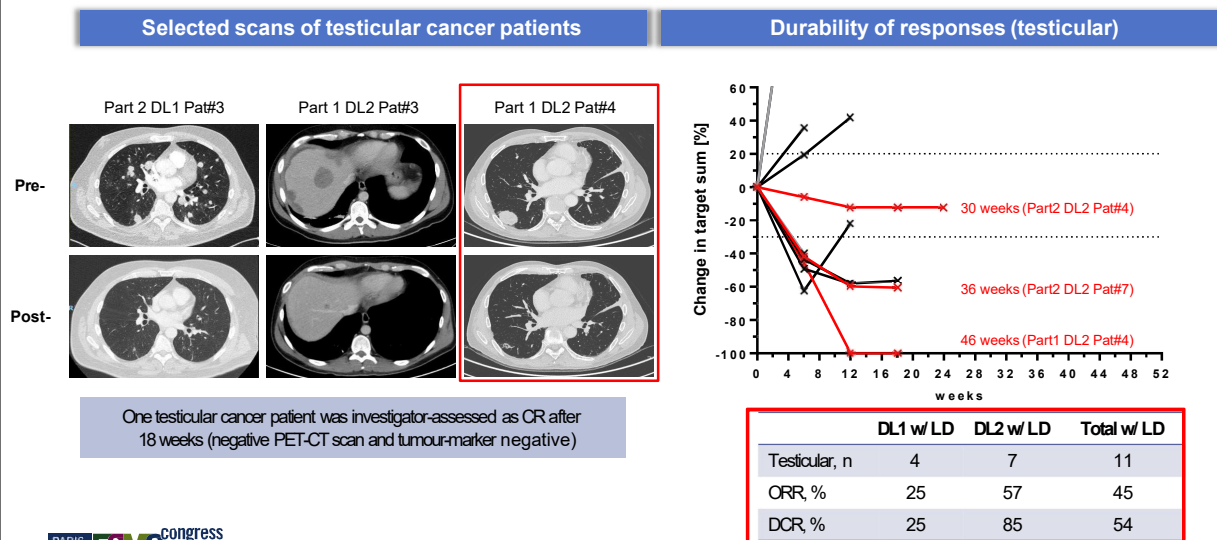 Selected scans of testicular cancer patients
Durability of responses (testicular)
Part 2 DL1 Pat#3
Part 1 DL2 Pat#3
Part 1 DL2 Pat#4
Pre-
Post-
One testicular cancer patient was investigator-assessed as CR after
18 weeks (negative PET-CT scan and tumour-marker negative)
Change in target sum [%]
60
40
20
0
-20
-40
-60
-80
-100
30 weeks (Part2 DL2 Pat#4)
36 weeks (Part2 DL2 Pat#7)
46 weeks (Part1 DL2 Pat#4)
0 4 8 12 16 20 24 28 32 36 40 44 48 52
weeks
DL1 w/ LD DL2 w/ LD Total w/ LD
Testicular, n 4 7 11
ORR, % 25 57 45
DCR, % 25 85 54
PARIS
congress